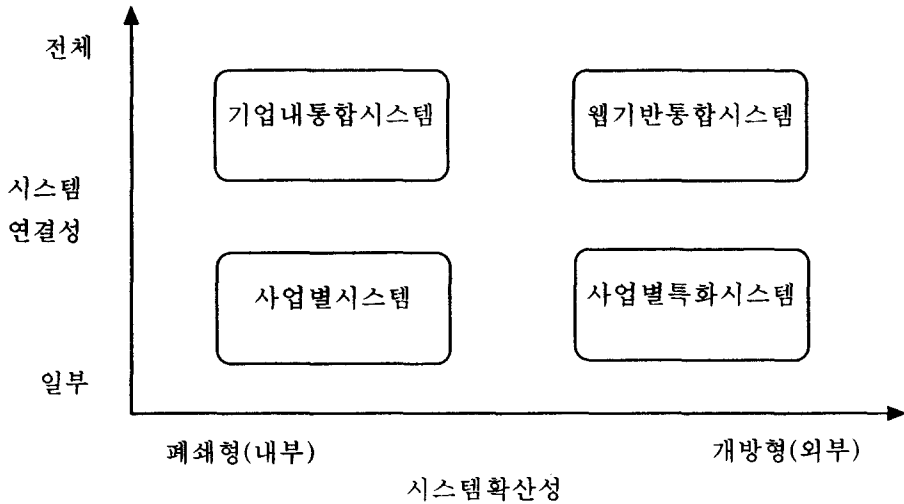 전체
기업내통합시스템
웹기반통합시스템
시스템
연결성
사업별시스템
사업별특화시스템
일부
폐쇄형(내부)
개방형(외부)
시스템확산성